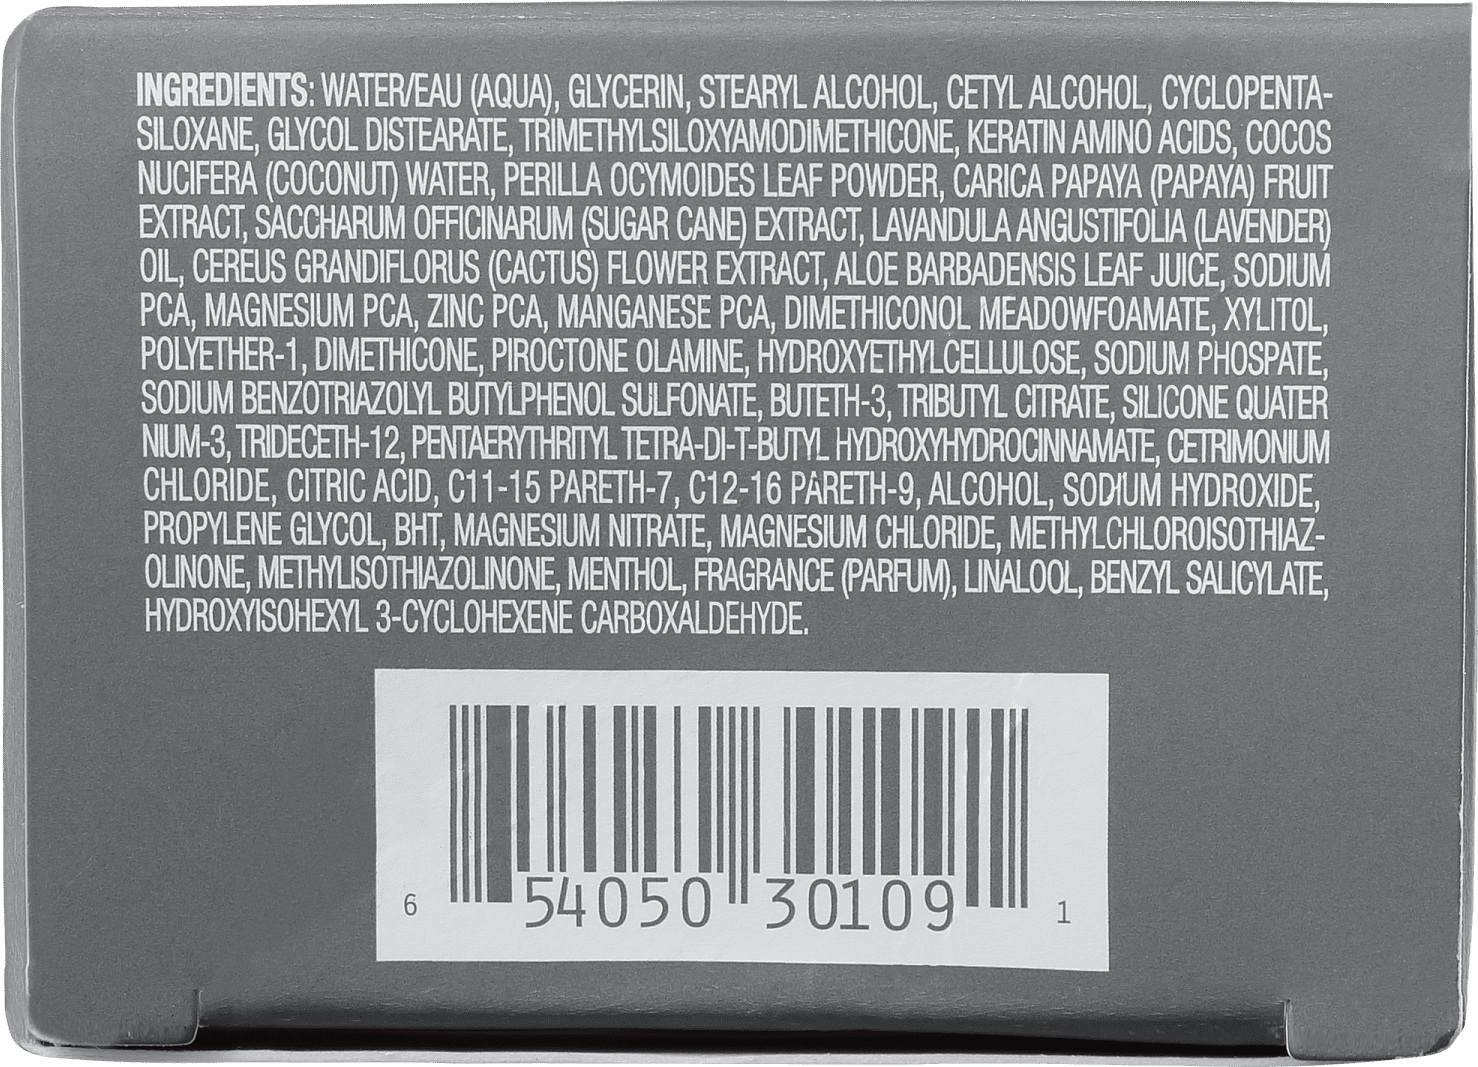 INGREDIENTS: WATER/EAU (AQUA), GLYCERIN, STEARYL ALCOHOL, CETYL ALCOHOL, CYCLOPENTA-
SILOXANE, GLYCOL DISTEARATE, TRIMETHYLSILOXYAMODIMETHICONE, KERATIN AMINO ACIDS, COCOS
NUCIFERA (COCONUT) WATER, PERILLA OCYMOIDES LEAF POWDER, CARICA PAPAYA (PAPAYA) FRUIT
EXTRACT, SACCHARUM OFFICINARUM (SUGAR CANE) EXTRACT, LAVANDULA ANGUSTIFOLIA (LAVENDER)
OIL, CEREUS GRANDIFLORUS (CACTUS) FLOWER EXTRACT, ALOE BARBADENSIS LEAF JUICE, SODIUM
PCA, MAGNESIUM PCA, ZINC PCA, MANGANESE PCA, DIMETHICONOL MEADOWFOAMATE, XYLITOL,
POLYETHER-1, DIMETHICONE, PIROCTONE OLAMINE, HYDROXYETHYLCELLULOSE, SODIUM PHOSPATE,
SODIUM BENZOTRIAZOLYL BUTYLPHENOL SULFONATE, BUTETH-3, TRIBUTYL CITRATE, SILICONE QUATER
NIUM-3, TRIDECETH-12, PENTAERYTHRITYL TETRA-DI-T-BUTYL HYDROXYHYDROCINNAMATE, CETRIMONIUM
CHLORIDE, CITRIC ACID, C11-15 PARETH-7, C12-16 PARETH-9, ALCOHOL, SODIUM HYDROXIDE,
PROPYLENE GLYCOL, BHT, MAGNESIUM NITRATE, MAGNESIUM CHLORIDE, METHYLCHLOROISOTHIAZ-
OLINONE, METHYLISOTHIAZOLINONE, MENTHOL, FRAGRANCE (PARFUM), LINALOOL, BENZYL SALICYLATE,
HYDROXYISOHEXYL 3-CYCLOHEXENE CARBOXALDEHYDE.
6 54050 30109 1